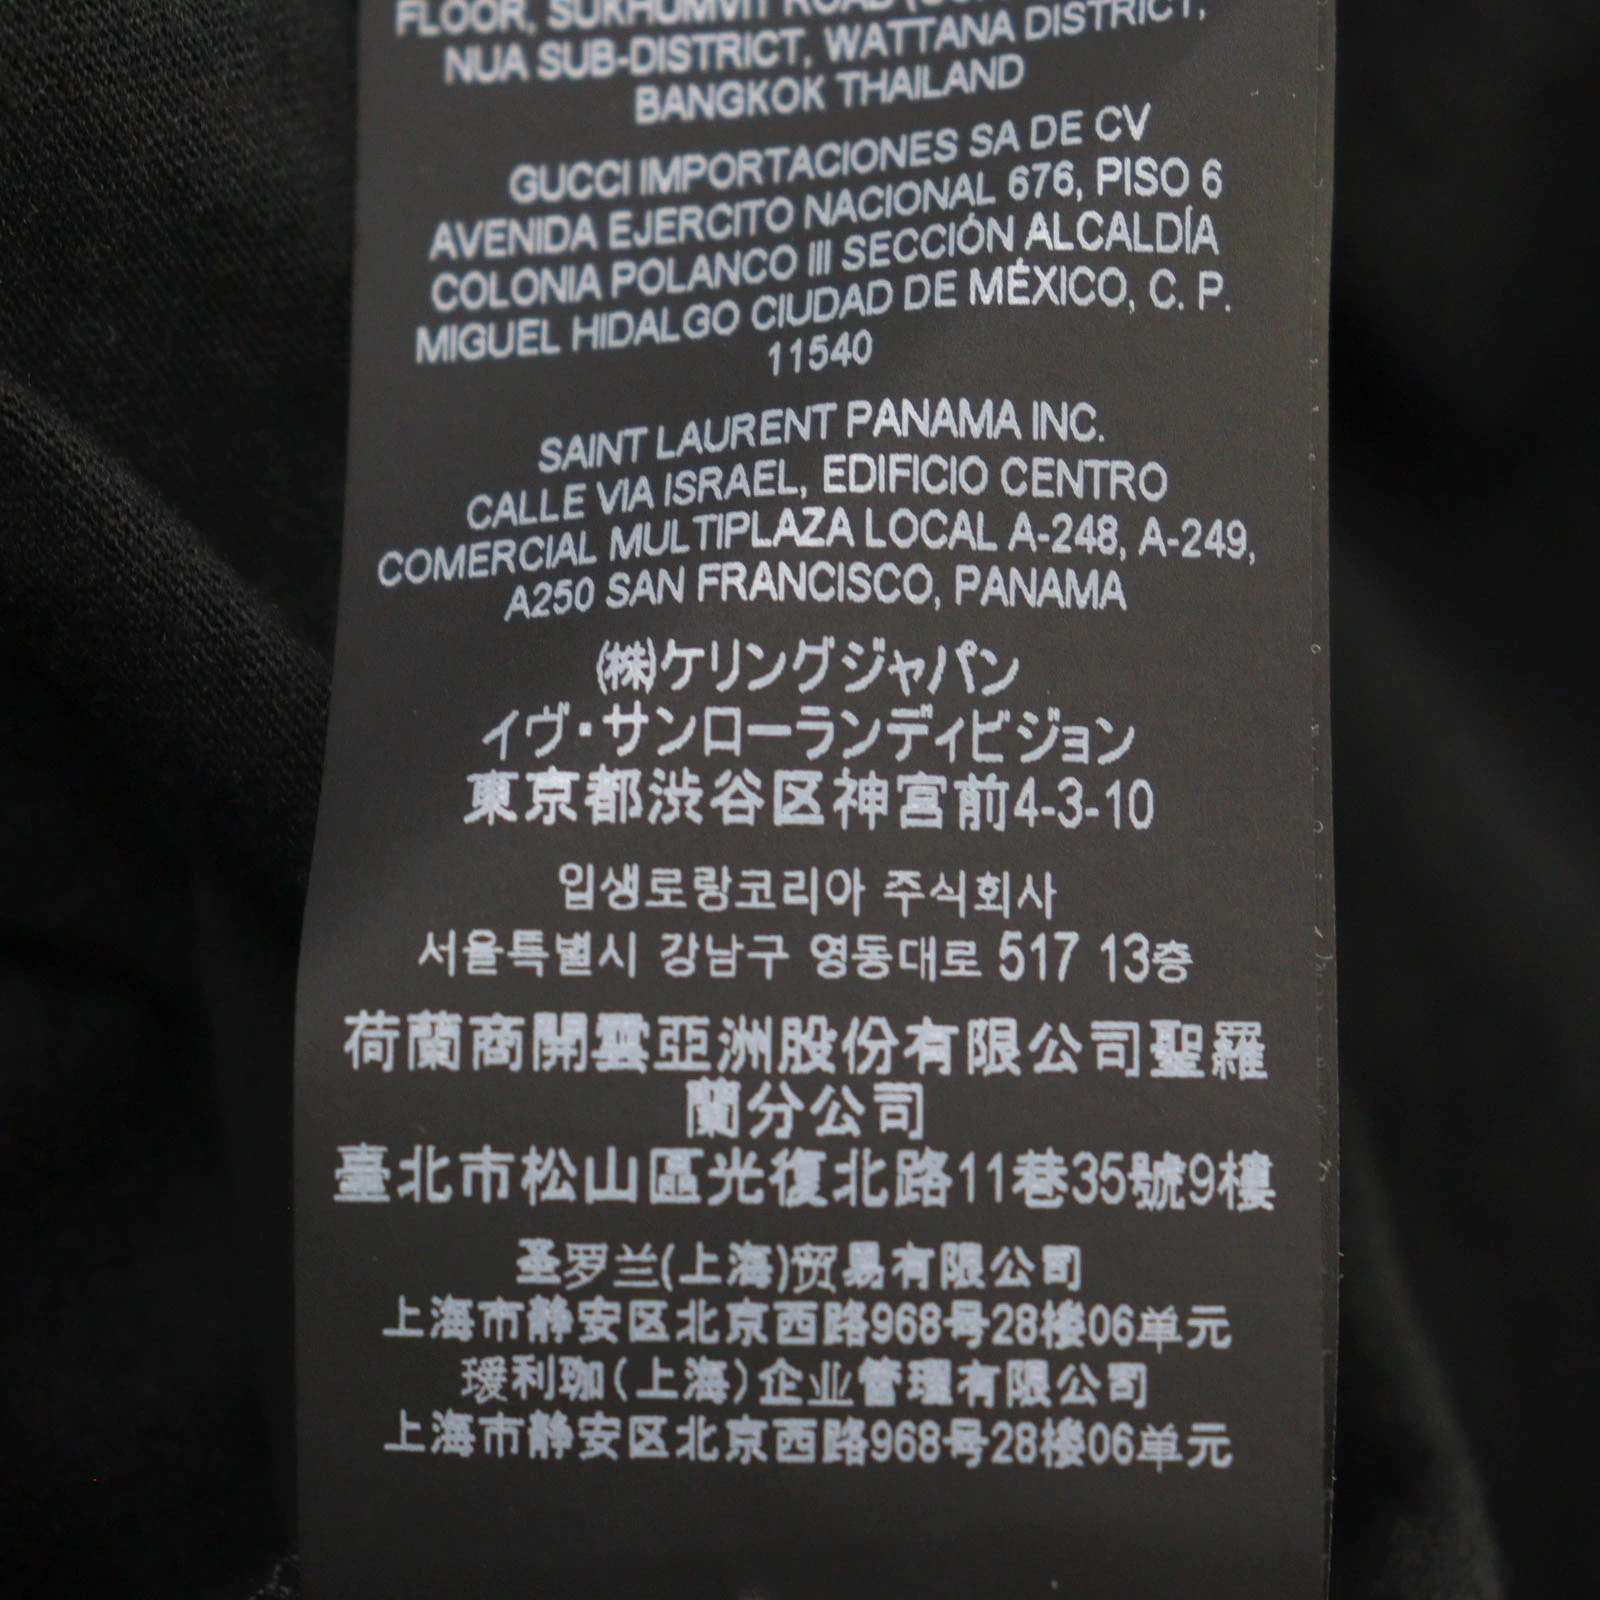 FLOOR, SUKHUMVIT ROAD
NUA SUB-DISTRICT, WATTANA DISTRICT,
BANGKOK THAILAND
GUCCI IMPORTACIONES SA DE CV
AVENIDA EJERCITO NACIONAL 676, PISO 6
COLONIA POLANCO III SECCIÓN ALCALDÍA
MIGUEL HIDALGO CIUDAD DE MÉXICO, C. P.
11540
SAINT LAURENT PANAMA INC.
CALLE VIA ISRAEL, EDIFICIO CENTRO
COMERCIAL MULTIPLAZA LOCAL A-248, A-249,
A250 SAN FRANCISCO, PANAMA
(株)ケリングジャパン
イヴ・サンローランディビジョン
東京都渋谷区神宮前4-3-10
입생로랑코리아 주식회사
서울특별시 강남구 영동대로 517 13층
荷蘭商開雲亞洲股份有限公司聖羅
蘭分公司
臺北市松山區光復北路11巷35號9樓
圣罗兰(上海)贸易有限公司
上海市静安区北京西路968号28楼06单元
瑷利珈(上海)企业管理有限公司
上海市静安区北京西路968号28楼06单元